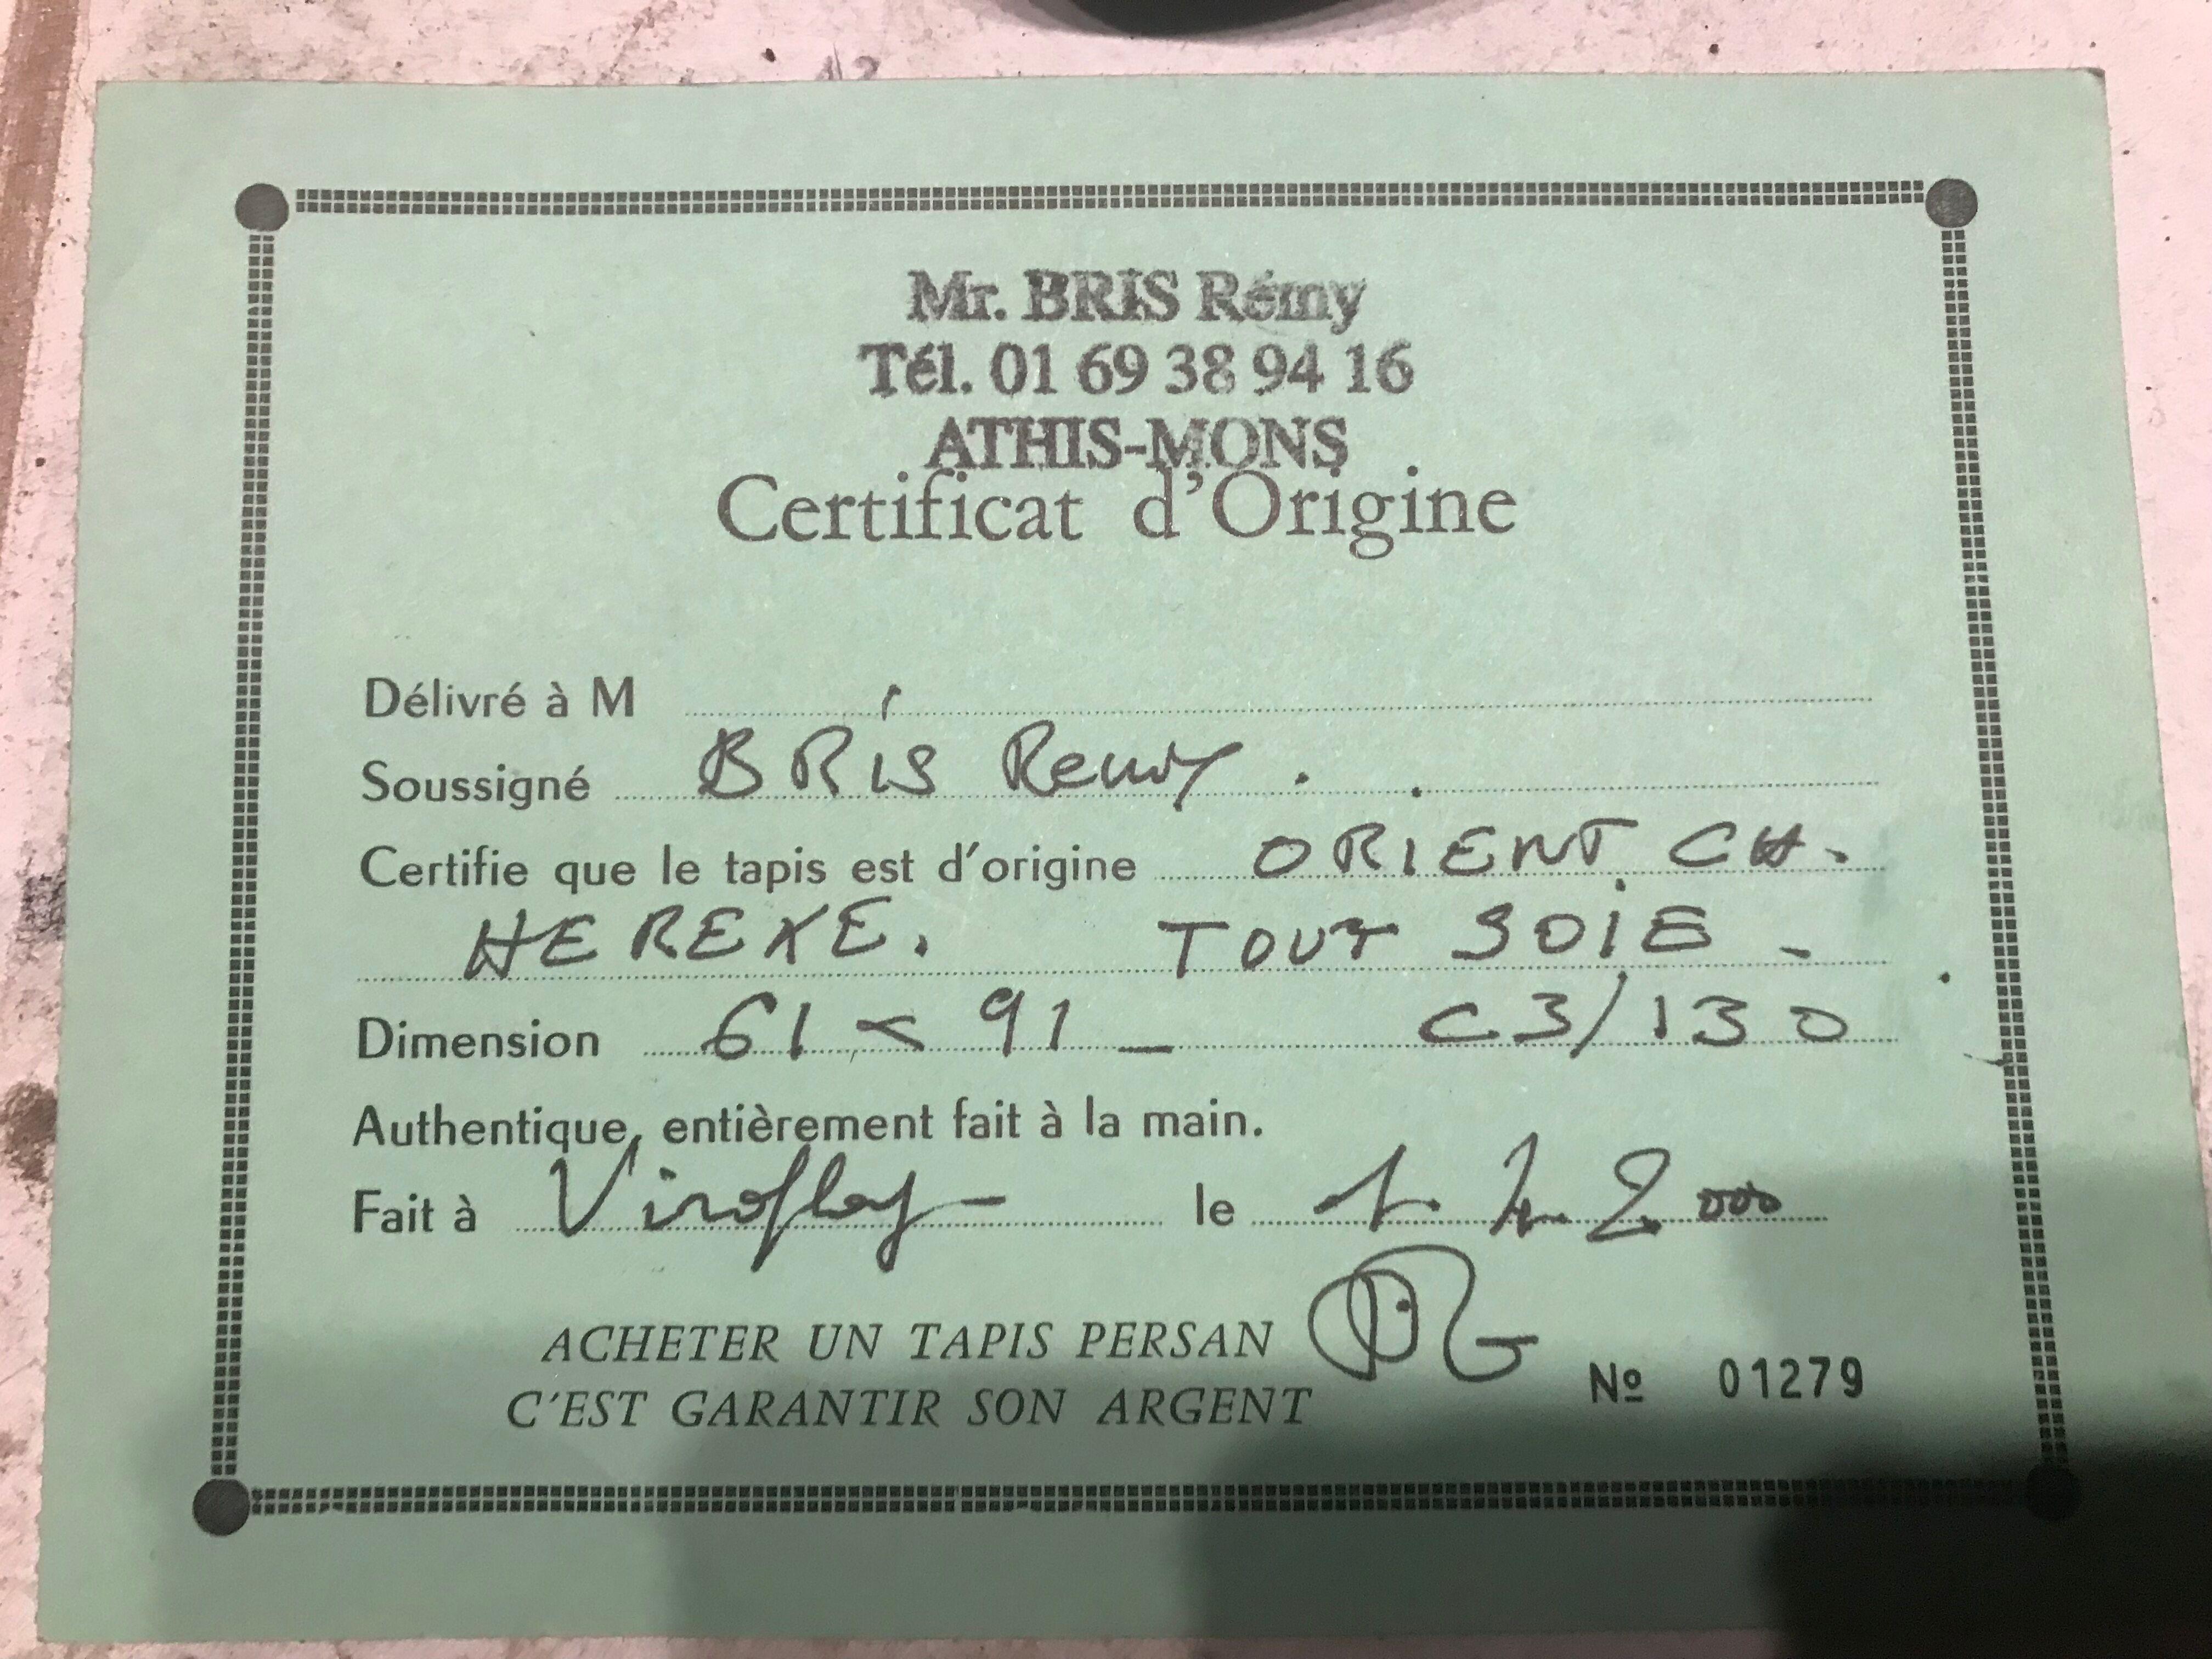 Mr. BRIS Rémy
Tél. 01 69 38 94 16
ATHIS-MONS
Certificat d'Origine
Délivré à M
Soussigné BRIS Remy.
Certifie que le tapis est d'origine ORIENT CH.
HEREKE. TOUT SOIE -
Dimension 61 x 91 - C3/130
Authentique, entièrement fait à la main.
Fait à Viroflay le 2000
ACHETER UN TAPIS PERSAN
C'EST GARANTIR SON ARGENT
Nº 01279